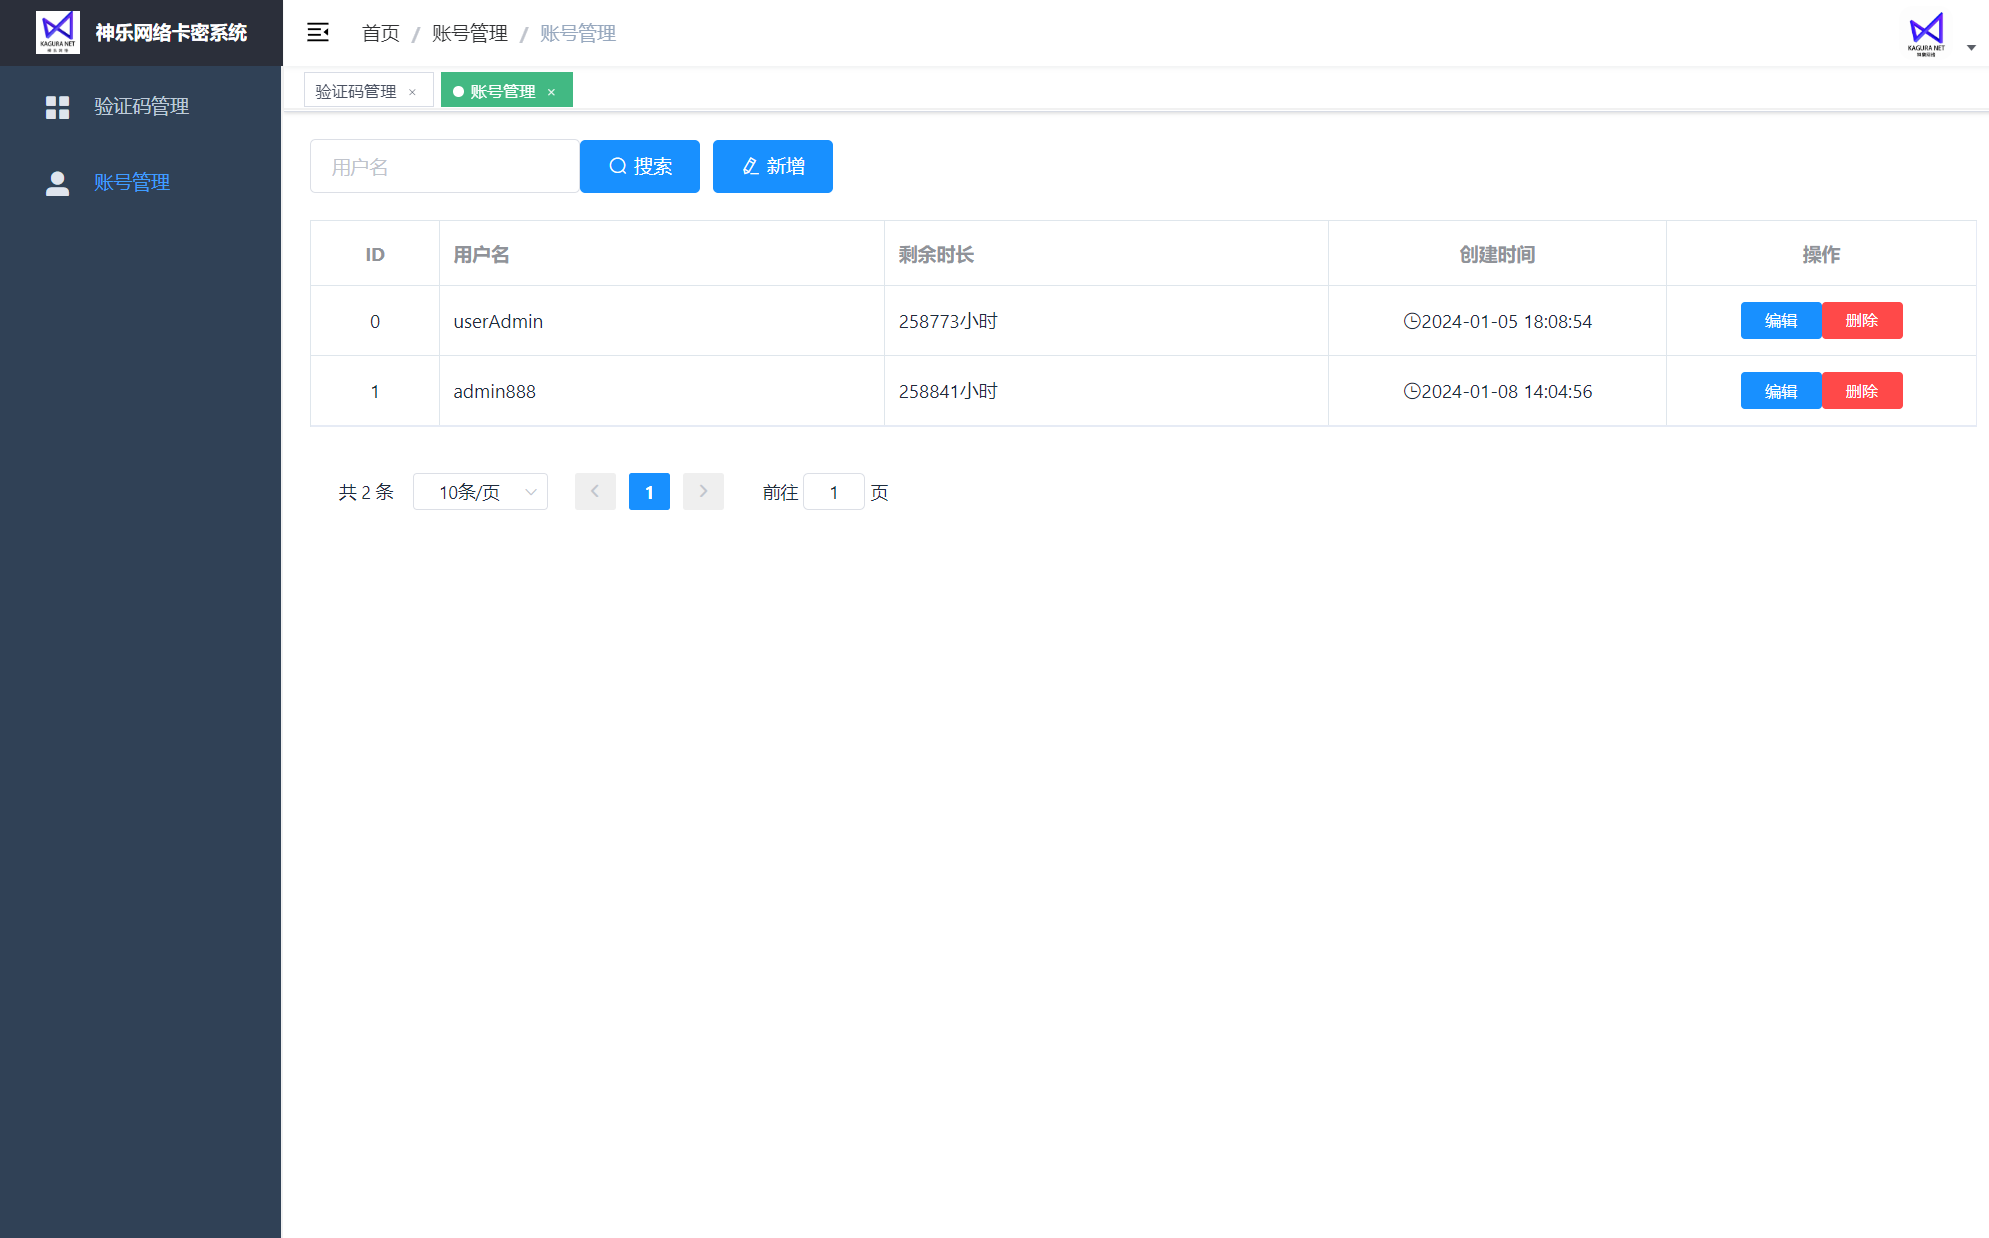 KAGURA NET
神乐网络卡密系统
首页 / 账号管理 / 账号管理
KAGURA NET
验证码管理
账号管理
验证码管理 ×
账号管理 ×
用户名
搜索
新增
ID 用户名 剩余时长 创建时间 操作
0 userAdmin 258773小时 2024-01-05 18:08:54 编辑 删除
1 admin888 258841小时 2024-01-08 14:04:56 编辑 删除
共 2 条 10条/页 1 前往 1 页